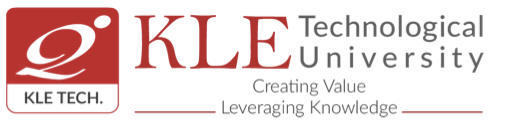 KLE TECH.
KLE Technological
University
Creating Value
Leveraging Knowledge